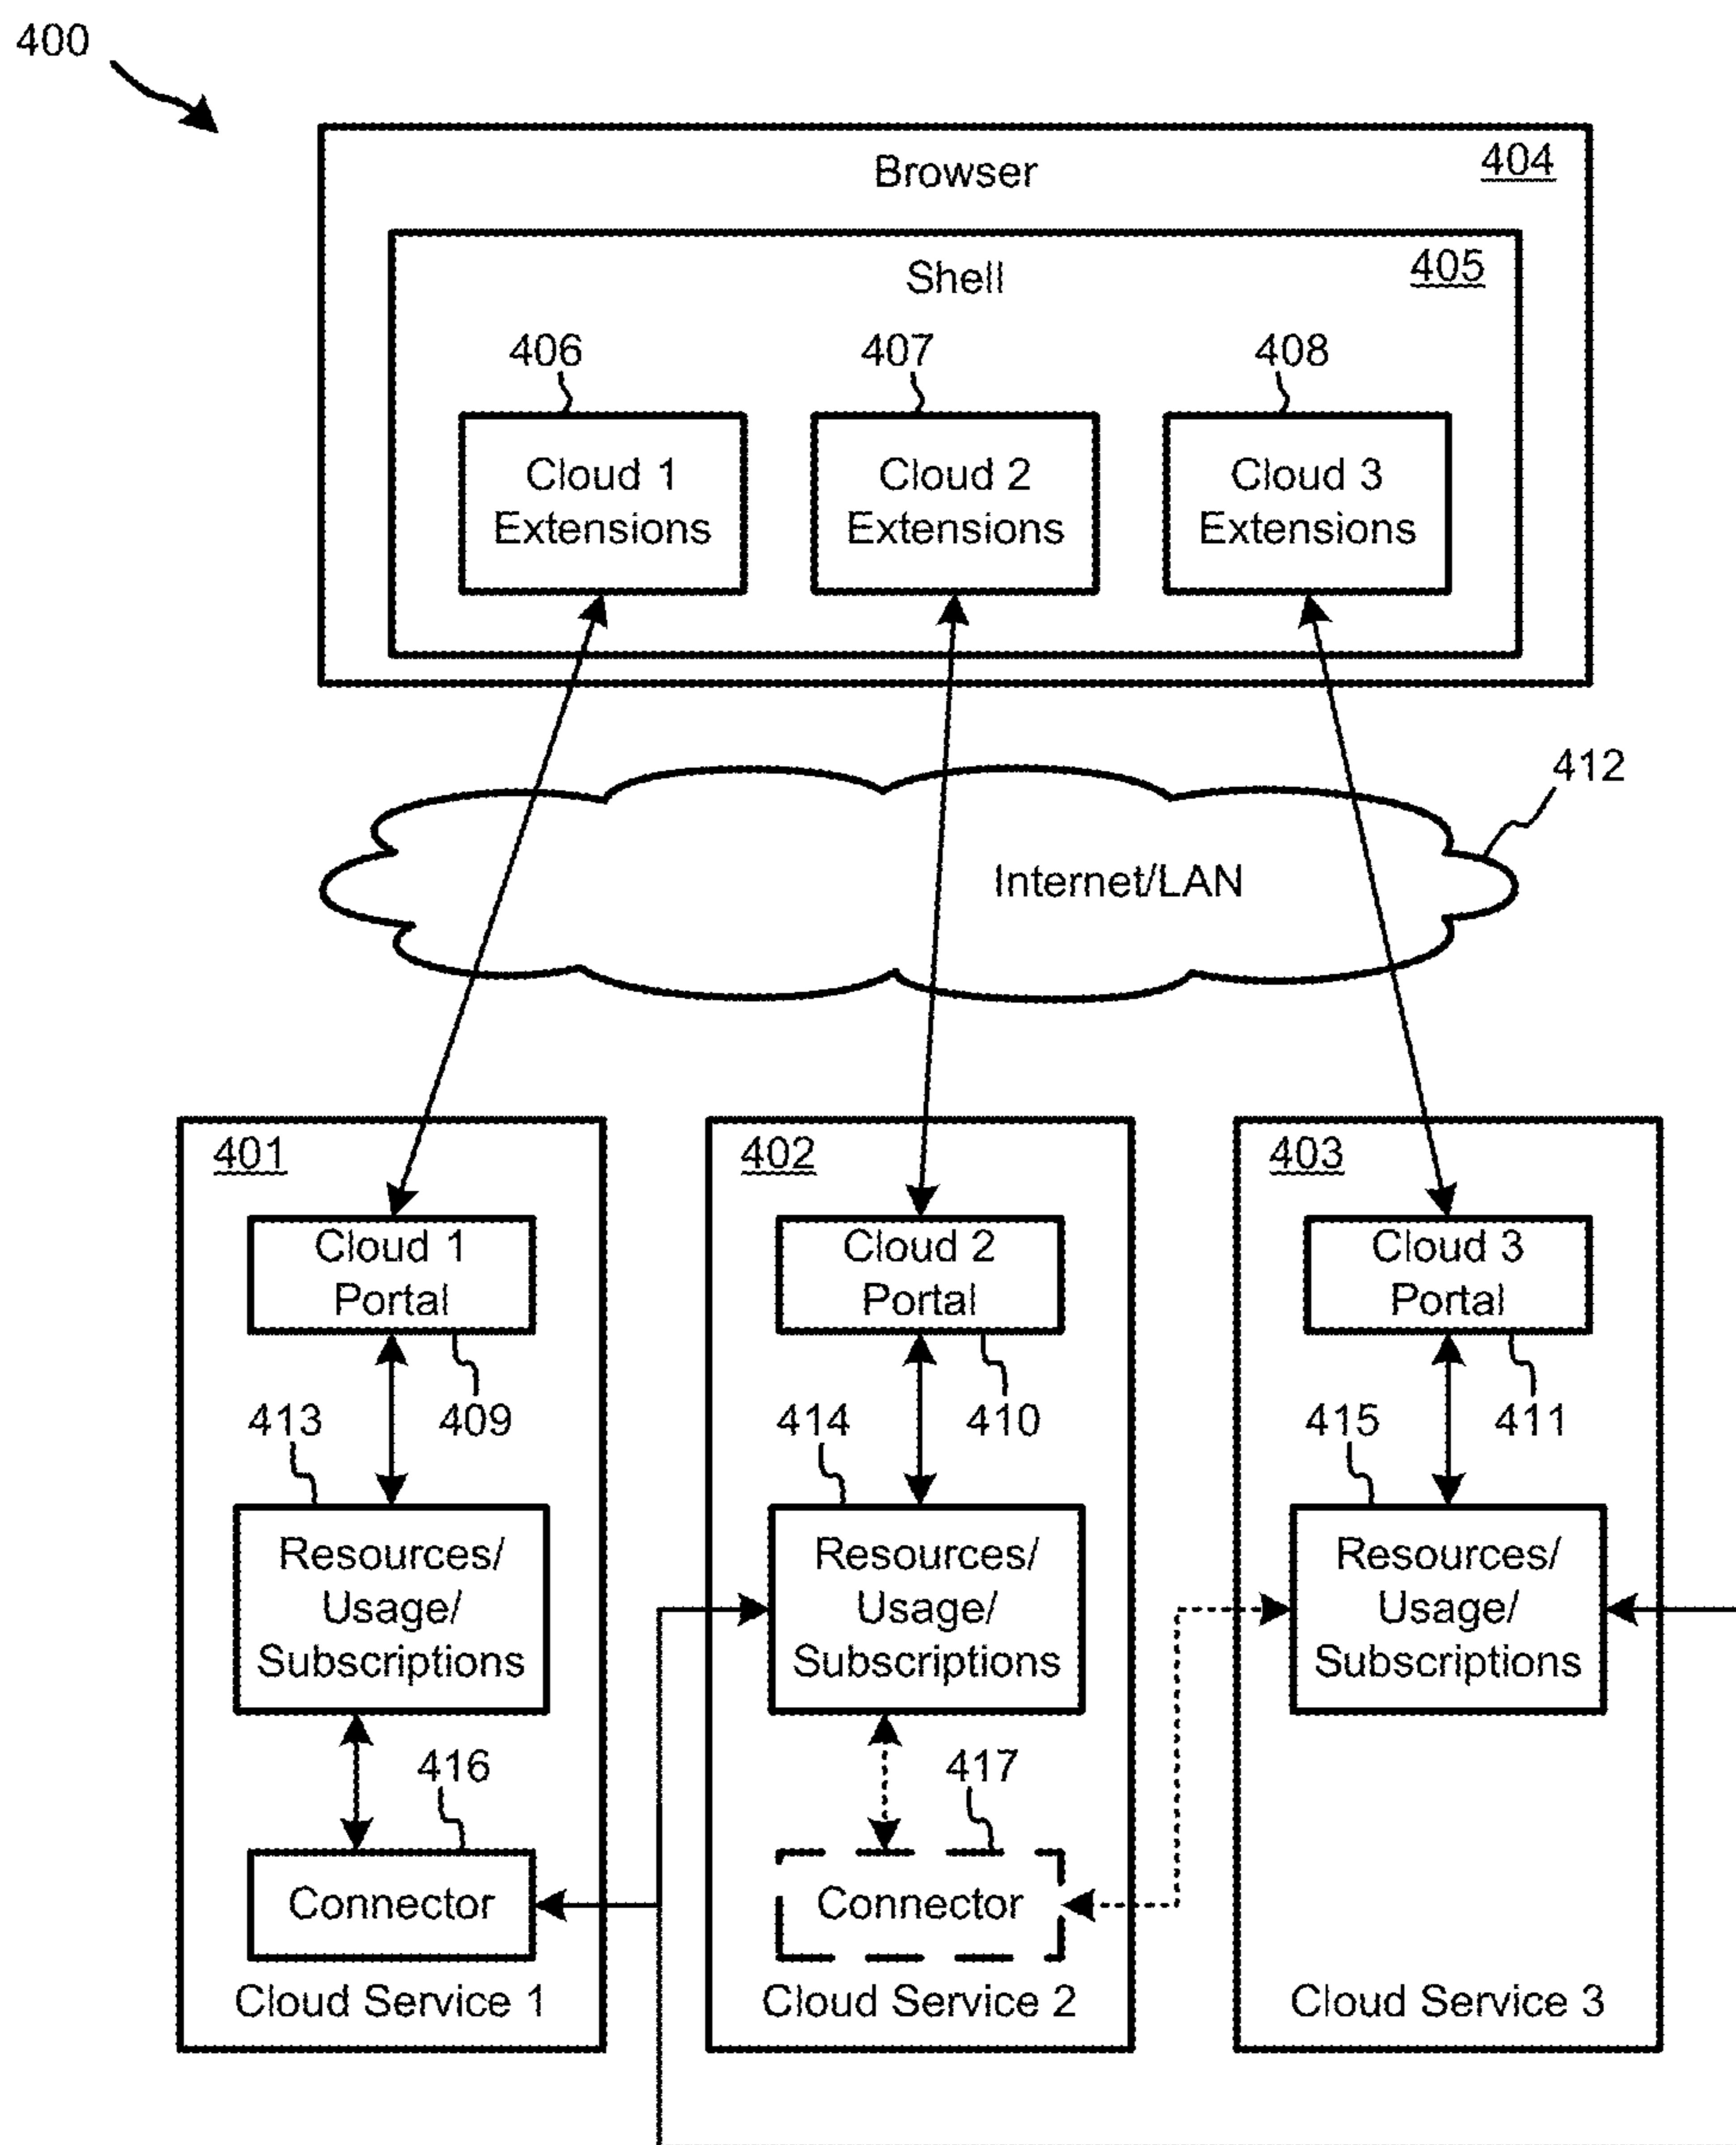 400
Browser
404
Shell
405
406
407
408
Cloud 1
Extensions
Cloud 2
Extensions
Cloud 3
Extensions
412
Internet/LAN
401
402
403
Cloud 1
Portal
Cloud 2
Portal
Cloud 3
Portal
413
409
414
410
415
411
Resources/
Usage/
Subscriptions
Resources/
Usage/
Subscriptions
Resources/
Usage/
Subscriptions
416
417
Connector
Connector
Cloud Service 1
Cloud Service 2
Cloud Service 3